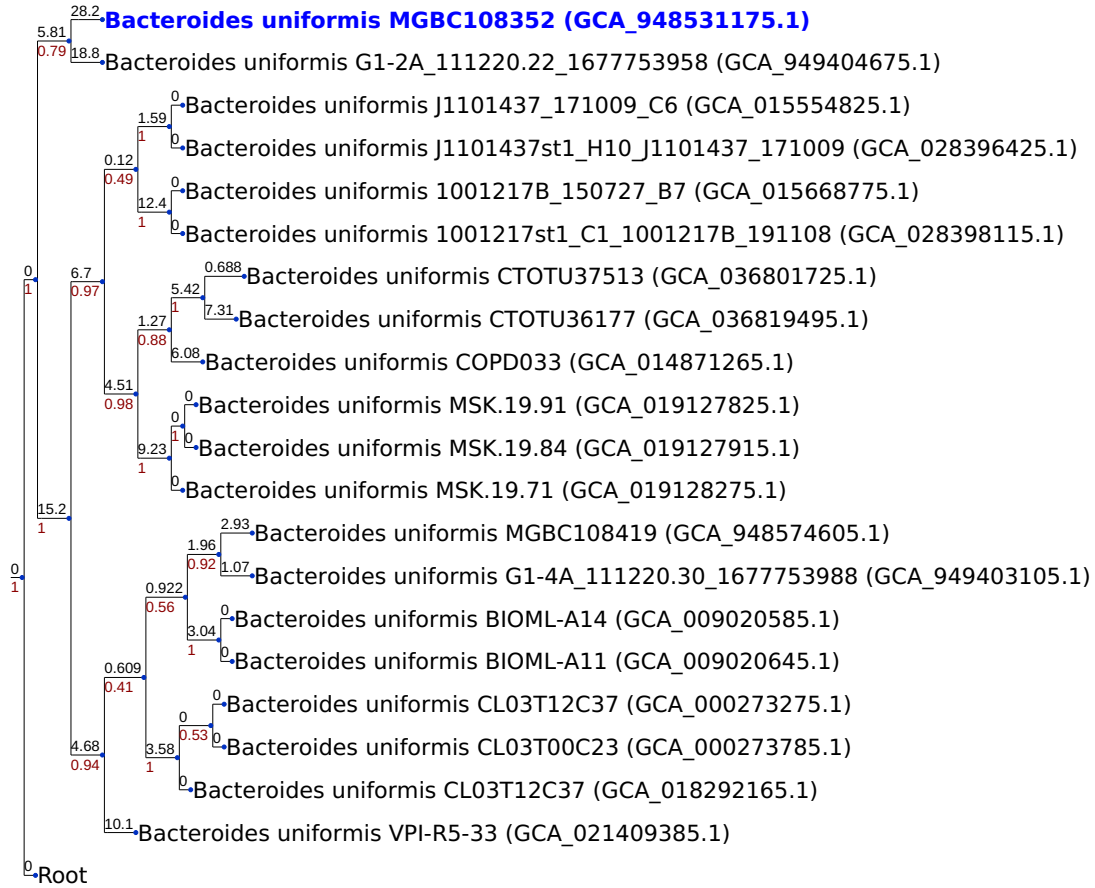 28.2
Bacteroides uniformis MGBC108352 (GCA_948531175.1)
5.81
0.79
18.8
Bacteroides uniformis G1-2A_111220.22_1677753958 (GCA_949404675.1)
0
Bacteroides uniformis J1101437_171009_C6 (GCA_015554825.1)
1.59
1
0
Bacteroides uniformis J1101437st1_H10_J1101437_171009 (GCA_028396425.1)
0.12
0.49
0
Bacteroides uniformis 1001217B_150727_B7 (GCA_015668775.1)
12.4
1
0
Bacteroides uniformis 1001217st1_C1_1001217B_191108 (GCA_028398115.1)
0
1
6.7
0.97
0.688
Bacteroides uniformis CTOTU37513 (GCA_036801725.1)
5.42
1
7.31
Bacteroides uniformis CTOTU36177 (GCA_036819495.1)
1.27
0.88
6.08
Bacteroides uniformis COPD033 (GCA_014871265.1)
4.51
0.98
0
Bacteroides uniformis MSK.19.91 (GCA_019127825.1)
0
1
0
Bacteroides uniformis MSK.19.84 (GCA_019127915.1)
9.23
1
0
Bacteroides uniformis MSK.19.71 (GCA_019128275.1)
15.2
1
2.93
Bacteroides uniformis MGBC108419 (GCA_948574605.1)
1.96
0.92
1.07
Bacteroides uniformis G1-4A_111220.30_1677753988 (GCA_949403105.1)
0
1
0.922
0.56
0
Bacteroides uniformis BIOML-A14 (GCA_009020585.1)
3.04
1
0
Bacteroides uniformis BIOML-A11 (GCA_009020645.1)
0.609
0.41
0
Bacteroides uniformis CL03T12C37 (GCA_000273275.1)
0
0.53
0
Bacteroides uniformis CL03T00C23 (GCA_000273785.1)
3.58
1
4.68
0.94
0
Bacteroides uniformis CL03T12C37 (GCA_018292165.1)
10.1
Bacteroides uniformis VPI-R5-33 (GCA_021409385.1)
0
Root